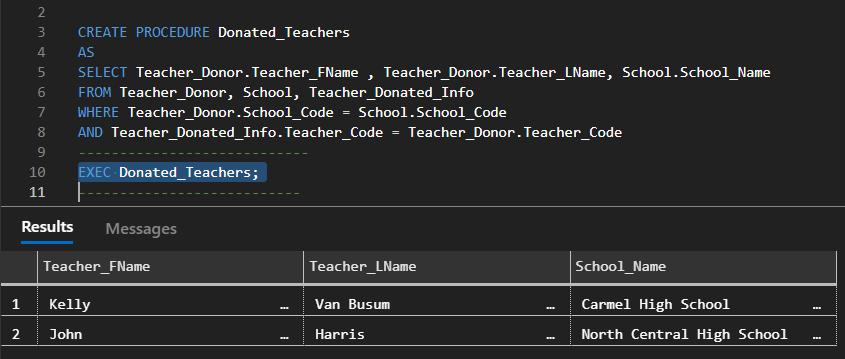 2
3 CREATE PROCEDURE Donated_Teachers
4 AS
5 SELECT Teacher_Donor.Teacher_FName , Teacher_Donor.Teacher_LName, School.School_Name
6 FROM Teacher_Donor, School, Teacher_Donated_Info
7 WHERE Teacher_Donor.School_Code = School.School_Code
8 AND Teacher_Donated_Info.Teacher_Code = Teacher_Donor.Teacher_Code
9 ----------------------------
10 EXEC Donated_Teachers;
11 ---------------------------
Results Messages
Teacher_FName Teacher_LName School_Name
1 Kelly … Van Busum … Carmel High School …
2 John … Harris … North Central High School …